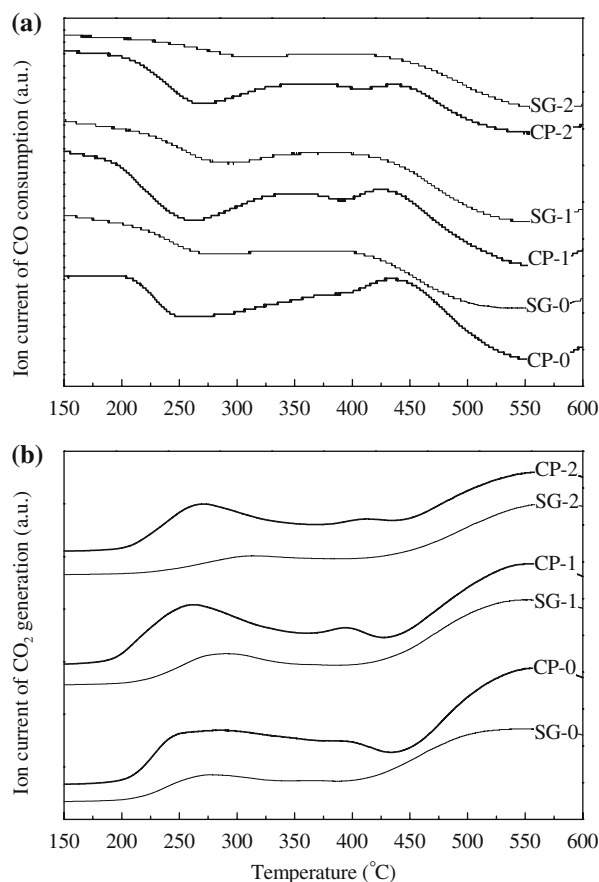 (a)
Ion current of CO consumption (a.u.)
SG-2
CP-2
SG-1
CP-1
SG-0
CP-0
150 200 250 300 350 400 450 500 550 600
(b)
Ion current of CO₂ generation (a.u.)
CP-2
SG-2
CP-1
SG-1
CP-0
SG-0
150 200 250 300 350 400 450 500 550 600
Temperature (°C)